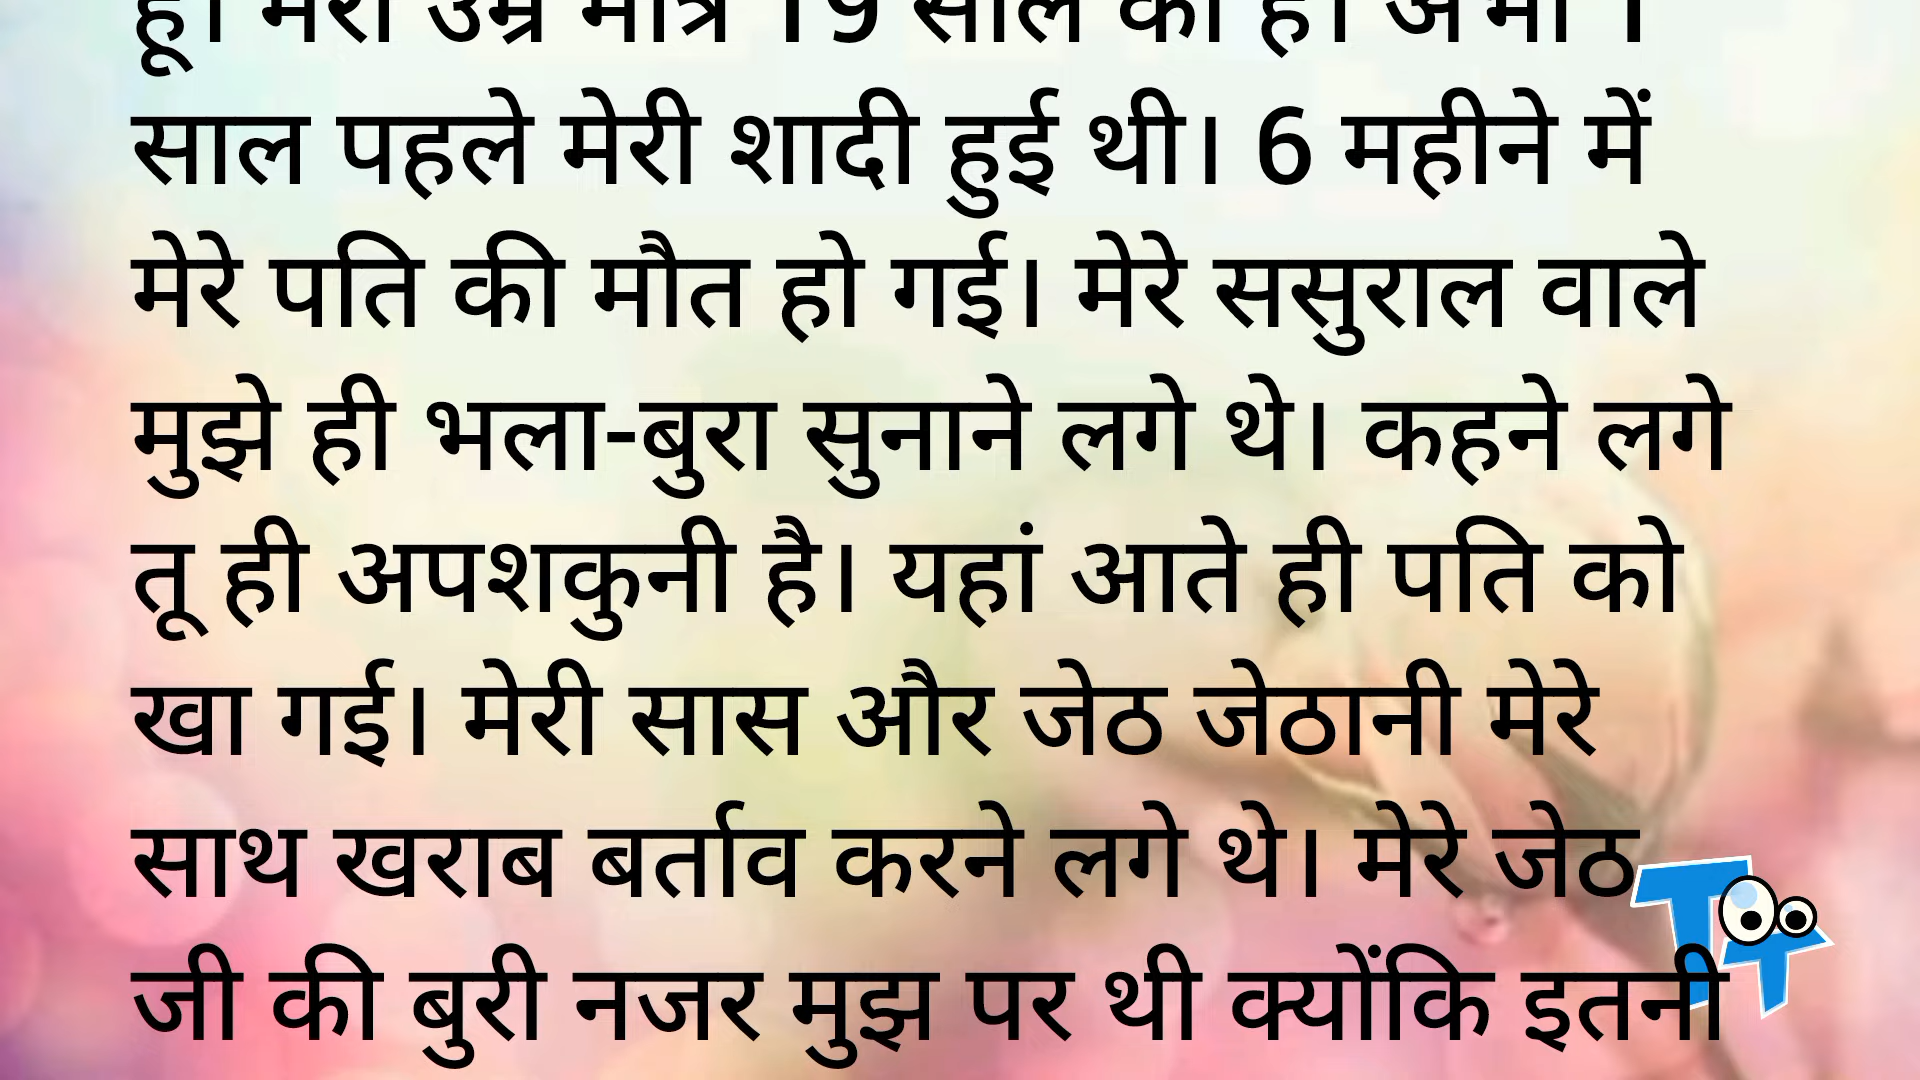 हूं। मेरी उम्र मात्र 19 साल की है। अभी 1
साल पहले मेरी शादी हुई थी। 6 महीने में
मेरे पति की मौत हो गई। मेरे ससुराल वाले
मुझे ही भला-बुरा सुनाने लगे थे। कहने लगे
तू ही अपशकुनी है। यहां आते ही पति को
खा गई। मेरी सास और जेठ जेठानी मेरे
साथ खराब बर्ताव करने लगे थे। मेरे जेठ
जी की बुरी नजर मुझ पर थी क्योंकि इतनी